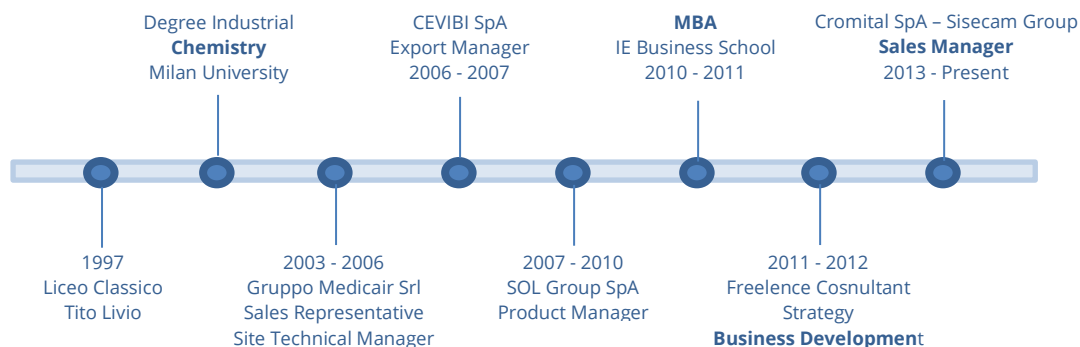 Degree Industrial
Chemistry
Milan University
CEVIBI SpA
Export Manager
2006 - 2007
MBA
IE Business School
2010 - 2011
Cromital SpA – Sisecam Group
Sales Manager
2013 - Present
1997
Liceo Classico
Tito Livio
2003 - 2006
Gruppo Medicair Srl
Sales Representative
Site Technical Manager
2007 - 2010
SOL Group SpA
Product Manager
2011 - 2012
Freelence Cosnultant
Strategy
Business Development